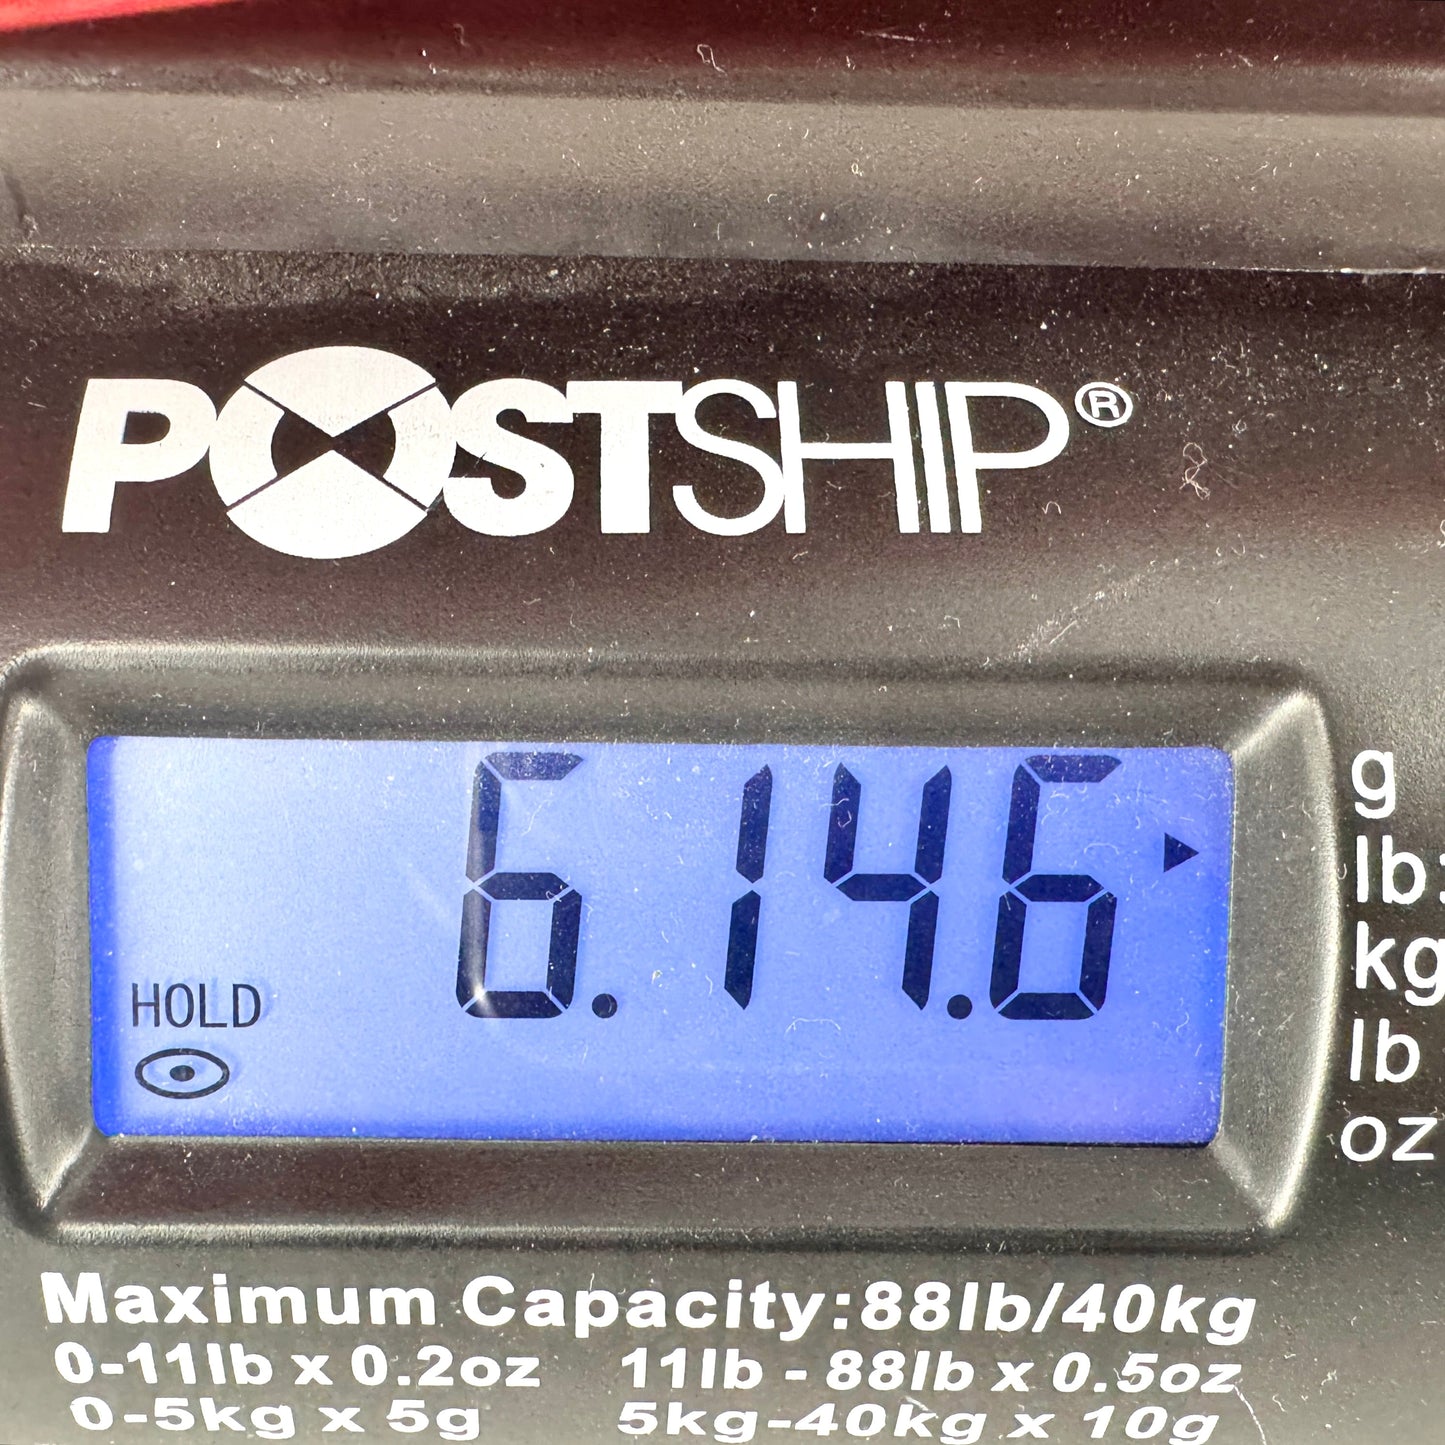 POSTSHIP®
g
6.14.6
lb:
kg
HOLD
lb
oz
Maximum Capacity:88lb/40kg
0-11lb x 0.2oz 11lb - 88lb x 0.5oz
0-5kg x 5g 5kg-40kg x 10g